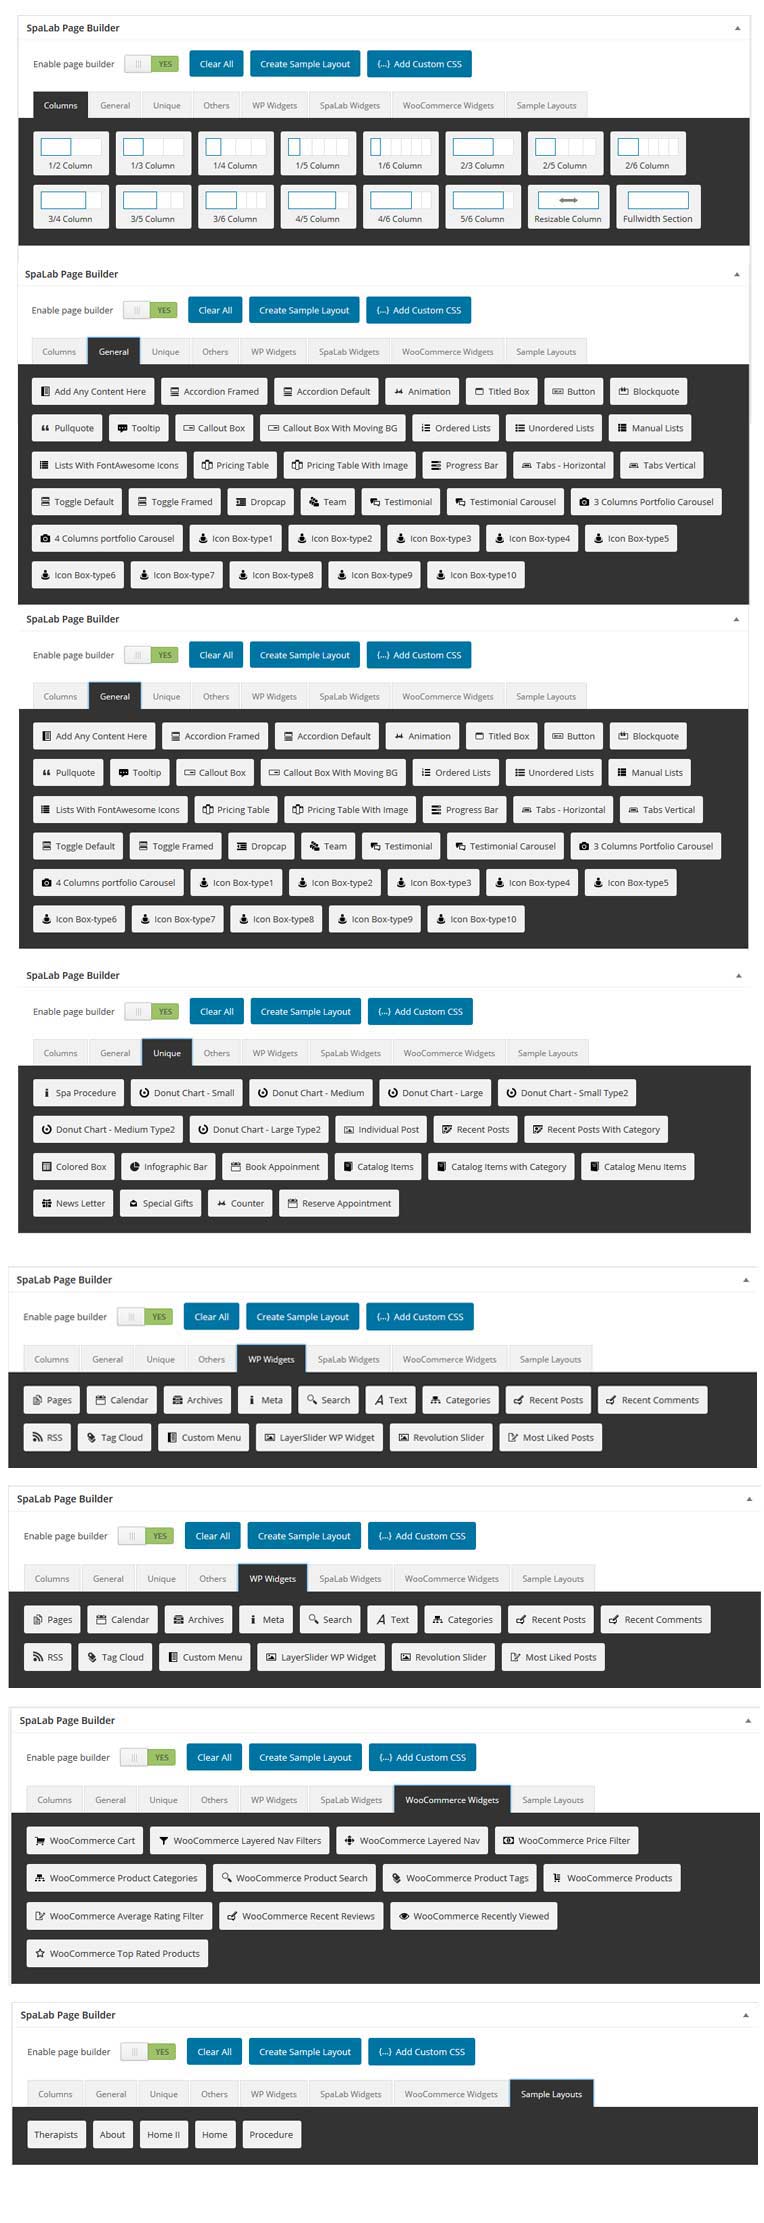 SpaLab Page Builder
Enable page builder YES Clear All Create Sample Layout {...} Add Custom CSS
Columns General Unique Others WP Widgets SpaLab Widgets WooCommerce Widgets Sample Layouts
1/2 Column 1/3 Column 1/4 Column 1/5 Column 1/6 Column 2/3 Column 2/5 Column 2/6 Column
3/4 Column 3/5 Column 3/6 Column 4/5 Column 4/6 Column 5/6 Column Resizable Column Fullwidth Section
SpaLab Page Builder
Enable page builder YES Clear All Create Sample Layout {...} Add Custom CSS
Columns General Unique Others WP Widgets SpaLab Widgets WooCommerce Widgets Sample Layouts
Add Any Content Here Accordion Framed Accordion Default Animation Titled Box Button Blockquote
Pullquote Tooltip Callout Box Callout Box With Moving BG Ordered Lists Unordered Lists Manual Lists
Lists With FontAwesome Icons Pricing Table Pricing Table With Image Progress Bar Tabs - Horizontal Tabs Vertical
Toggle Default Toggle Framed Dropcap Team Testimonial Testimonial Carousel 3 Columns Portfolio Carousel
4 Columns portfolio Carousel Icon Box-type1 Icon Box-type2 Icon Box-type3 Icon Box-type4 Icon Box-type5
Icon Box-type6 Icon Box-type7 Icon Box-type8 Icon Box-type9 Icon Box-type10
SpaLab Page Builder
Enable page builder YES Clear All Create Sample Layout {...} Add Custom CSS
Columns General Unique Others WP Widgets SpaLab Widgets WooCommerce Widgets Sample Layouts
Add Any Content Here Accordion Framed Accordion Default Animation Titled Box Button Blockquote
Pullquote Tooltip Callout Box Callout Box With Moving BG Ordered Lists Unordered Lists Manual Lists
Lists With FontAwesome Icons Pricing Table Pricing Table With Image Progress Bar Tabs - Horizontal Tabs Vertical
Toggle Default Toggle Framed Dropcap Team Testimonial Testimonial Carousel 3 Columns Portfolio Carousel
4 Columns portfolio Carousel Icon Box-type1 Icon Box-type2 Icon Box-type3 Icon Box-type4 Icon Box-type5
Icon Box-type6 Icon Box-type7 Icon Box-type8 Icon Box-type9 Icon Box-type10
SpaLab Page Builder
Enable page builder YES Clear All Create Sample Layout {...} Add Custom CSS
Columns General Unique Others WP Widgets SpaLab Widgets WooCommerce Widgets Sample Layouts
Spa Procedure Donut Chart - Small Donut Chart - Medium Donut Chart - Large Donut Chart - Small Type2
Donut Chart - Medium Type2 Donut Chart - Large Type2 Individual Post Recent Posts Recent Posts With Category
Colored Box Infographic Bar Book Appoinment Catalog Items Catalog Items with Category Catalog Menu Items
News Letter Special Gifts Counter Reserve Appointment
SpaLab Page Builder
Enable page builder YES Clear All Create Sample Layout {...} Add Custom CSS
Columns General Unique Others WP Widgets SpaLab Widgets WooCommerce Widgets Sample Layouts
Pages Calendar Archives Meta Search Text Categories Recent Posts Recent Comments
RSS Tag Cloud Custom Menu LayerSlider WP Widget Revolution Slider Most Liked Posts
SpaLab Page Builder
Enable page builder YES Clear All Create Sample Layout {...} Add Custom CSS
Columns General Unique Others WP Widgets SpaLab Widgets WooCommerce Widgets Sample Layouts
Pages Calendar Archives Meta Search Text Categories Recent Posts Recent Comments
RSS Tag Cloud Custom Menu LayerSlider WP Widget Revolution Slider Most Liked Posts
SpaLab Page Builder
Enable page builder YES Clear All Create Sample Layout {...} Add Custom CSS
Columns General Unique Others WP Widgets SpaLab Widgets WooCommerce Widgets Sample Layouts
WooCommerce Cart WooCommerce Layered Nav Filters WooCommerce Layered Nav WooCommerce Price Filter
WooCommerce Product Categories WooCommerce Product Search WooCommerce Product Tags WooCommerce Products
WooCommerce Average Rating Filter WooCommerce Recent Reviews WooCommerce Recently Viewed
WooCommerce Top Rated Products
SpaLab Page Builder
Enable page builder YES Clear All Create Sample Layout {...} Add Custom CSS
Columns General Unique Others WP Widgets SpaLab Widgets WooCommerce Widgets Sample Layouts
Therapists About Home II Home Procedure